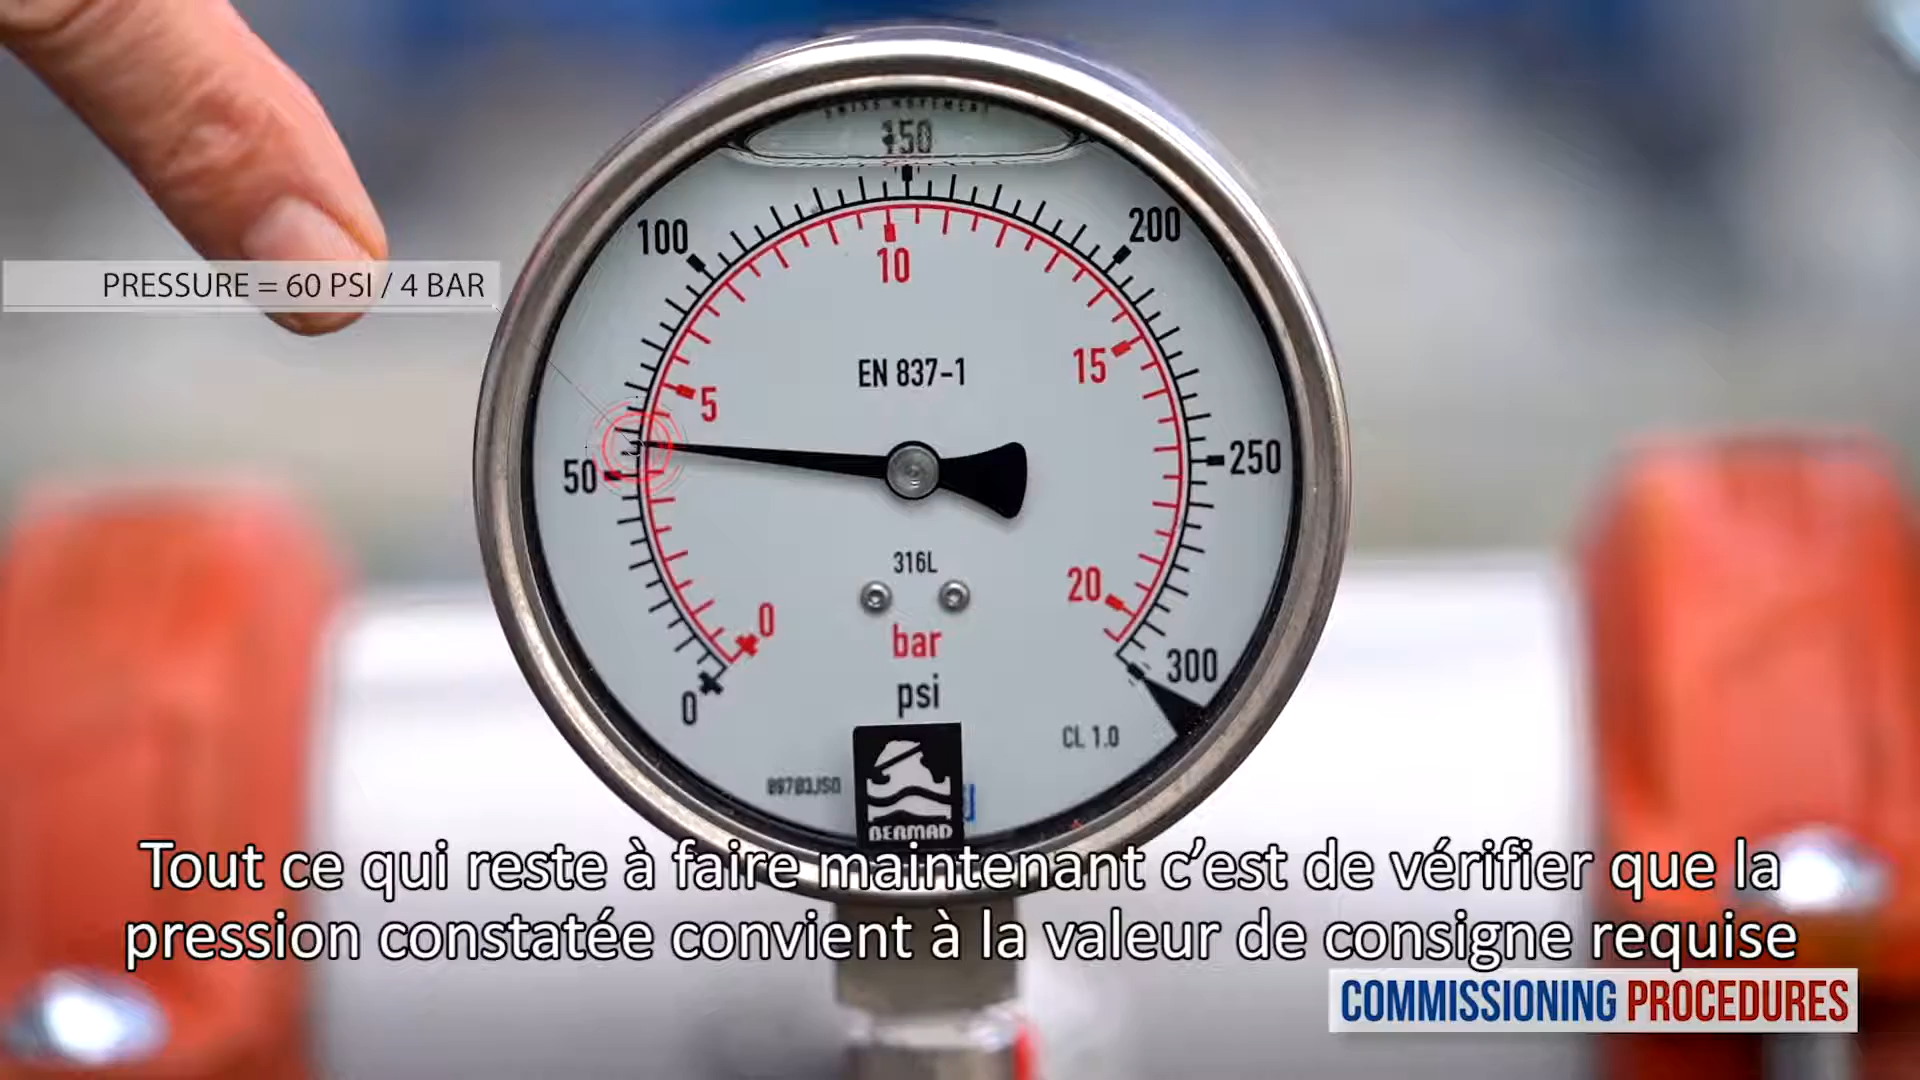 SWISS MOVEMENT
150
100
200
10
PRESSURE = 60 PSI / 4 BAR
EN 837-1
15
5
50
250
316L
20
0
bar
300
psi
0
CL 1.0
BERMAD
Tout ce qui reste à faire maintenant c’est de vérifier que la
pression constatée convient à la valeur de consigne requise
COMMISSIONING PROCEDURES